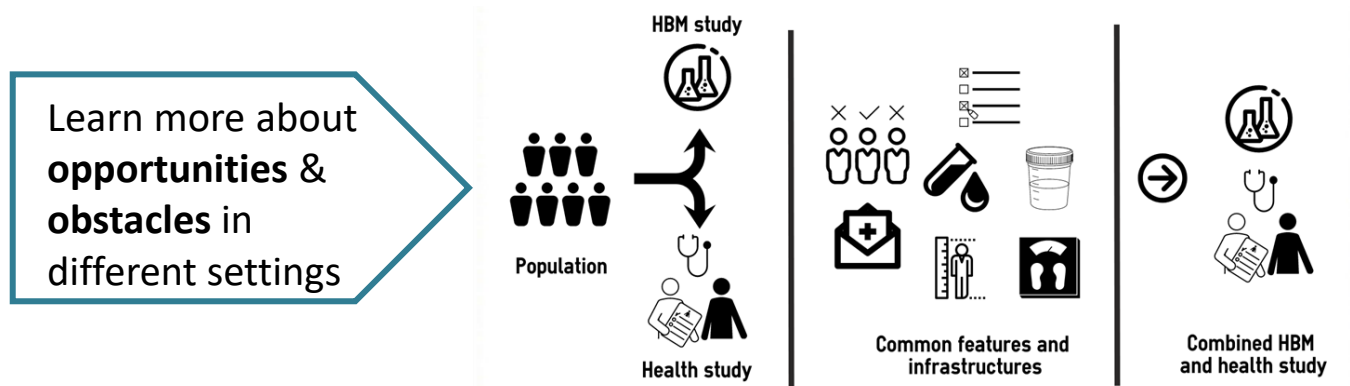 Learn more about
opportunities &
obstacles in
different settings
HBM study
Population
Health study
Common features and
infrastructures
Combined HBM
and health study